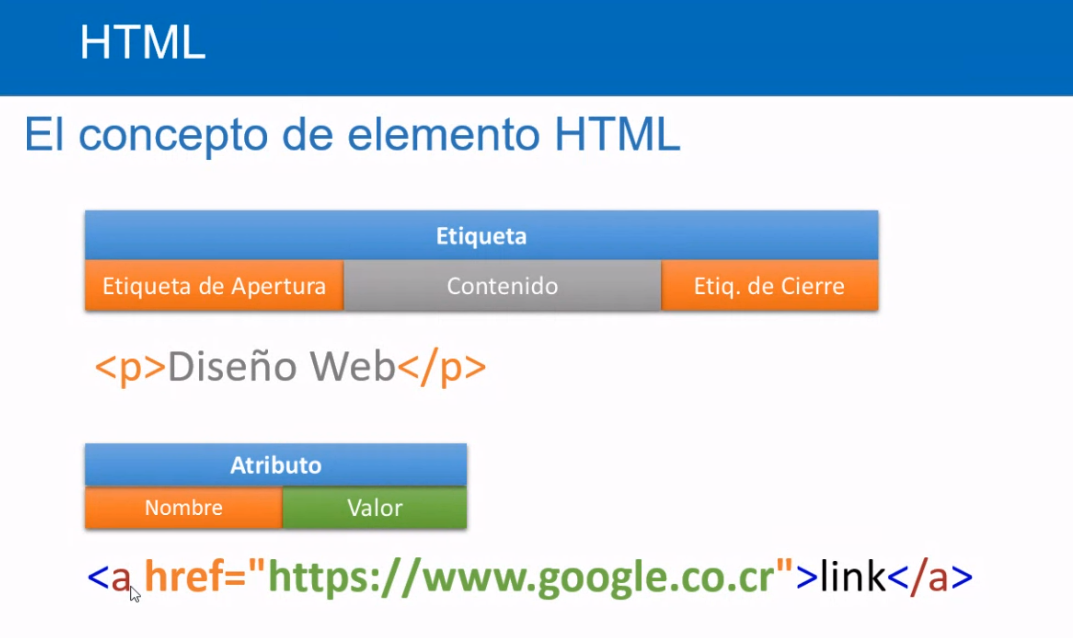 HTML
El concepto de elemento HTML
Etiqueta
Etiqueta de Apertura Contenido Etiq. de Cierre
<p>Diseño Web</p>
Atributo
Nombre Valor
<a href="https://www.google.co.cr">link</a>